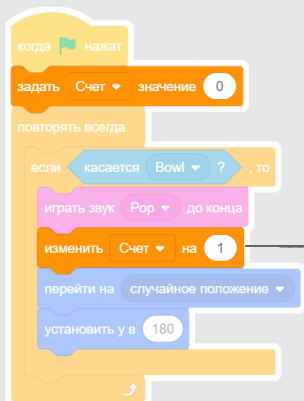 когда нажат
задать Счет значение 0
повторять всегда
если касается Bowl ? , то
играть звук Pop до конца
изменить Счет на 1
перейти на случайное положение
установить y в 180